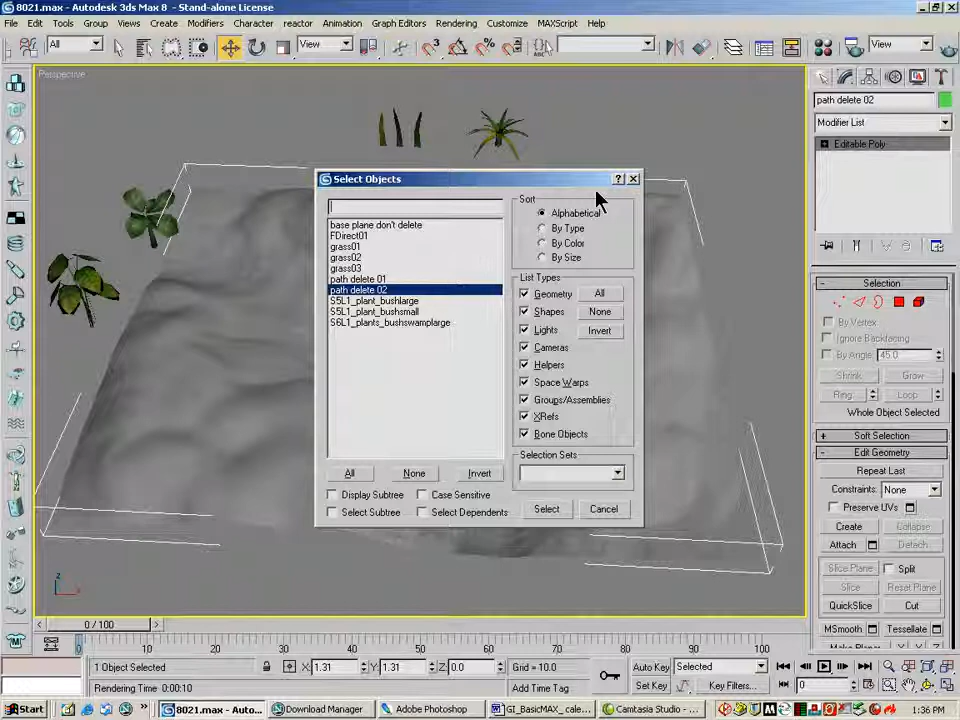 8021.max - Autodesk 3ds Max 8 - Stand-alone License
File Edit Tools Group Views Create Modifiers Character reactor Animation Graph Editors Rendering Customize MAXScript Help
All View View
Perspective
path delete 02
Modifier List
Editable Poly
Select Objects
base plane don't delete
FDirect01
grass01
grass02
grass03
path delete 01
path delete 02
S5L1_plant_bushlarge
S5L1_plant_bushsmall
S6L1_plants_bushswamplarge
All None Invert
Display Subtree Case Sensitive
Select Subtree Select Dependents
Sort
Alphabetical
By Type
By Color
By Size
List Types
Geometry All
Shapes None
Lights Invert
Cameras
Helpers
Space Warps
Groups/Assemblies
XRefs
Bone Objects
Selection Sets
Select Cancel
Selection
By Vertex
Ignore Backfacing
By Angle: 45.0
Shrink Grow
Ring Loop
Whole Object Selected
Soft Selection
Edit Geometry
Repeat Last
Constraints: None
Preserve UVs
Create Collapse
Attach Detach
Slice Plane Split
Slice Reset Plane
QuickSlice Cut
MSmooth Tessellate
z
0 / 100
10 20 30 40 50 60 70 80 90 100
1 Object Selected X: 1.31 Y: 1.31 Z: 0.0 Grid = 10.0 Auto Key Selected
Rendering Time 0:00:10 Add Time Tag Set Key Key Filters... 0
Start 8021.max - Auto... Download Manager Adobe Photoshop GI_BasicMAX_ cale... Camtasia Studio - ... 1:36 PM